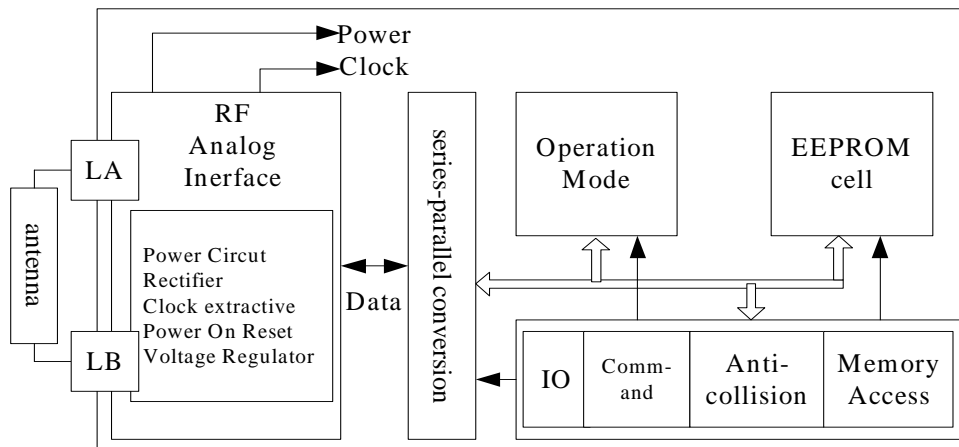 Power
Clock
RF
Analog
Inerface
LA
antenna
LB
Power Circut
Rectifier
Clock extractive
Power On Reset
Voltage Regulator
Data
series-parallel conversion
Operation
Mode
EEPROM
cell
IO
Comm-
and
Anti-
collision
Memory
Access